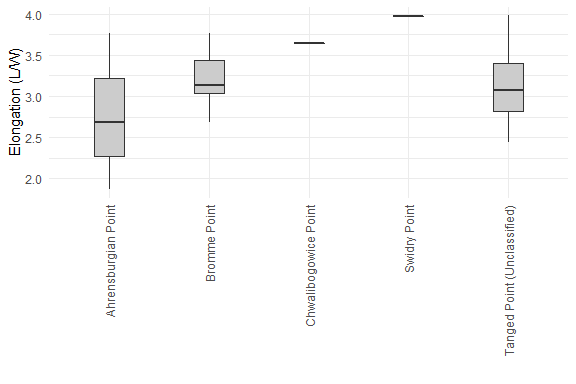 Elongation (L/W)
4.0
3.5
3.0
2.5
2.0
Ahrensburgian Point
Bromme Point
Chwalibogowice Point
Swidry Point
Tanged Point (Unclassified)